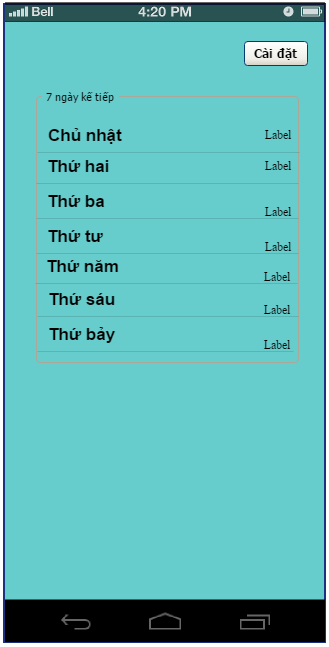 Bell 4:20 PM
Cài đặt
7 ngày kế tiếp
Chủ nhật Label
Thứ hai Label
Thứ ba Label
Thứ tư Label
Thứ năm Label
Thứ sáu Label
Thứ bảy Label